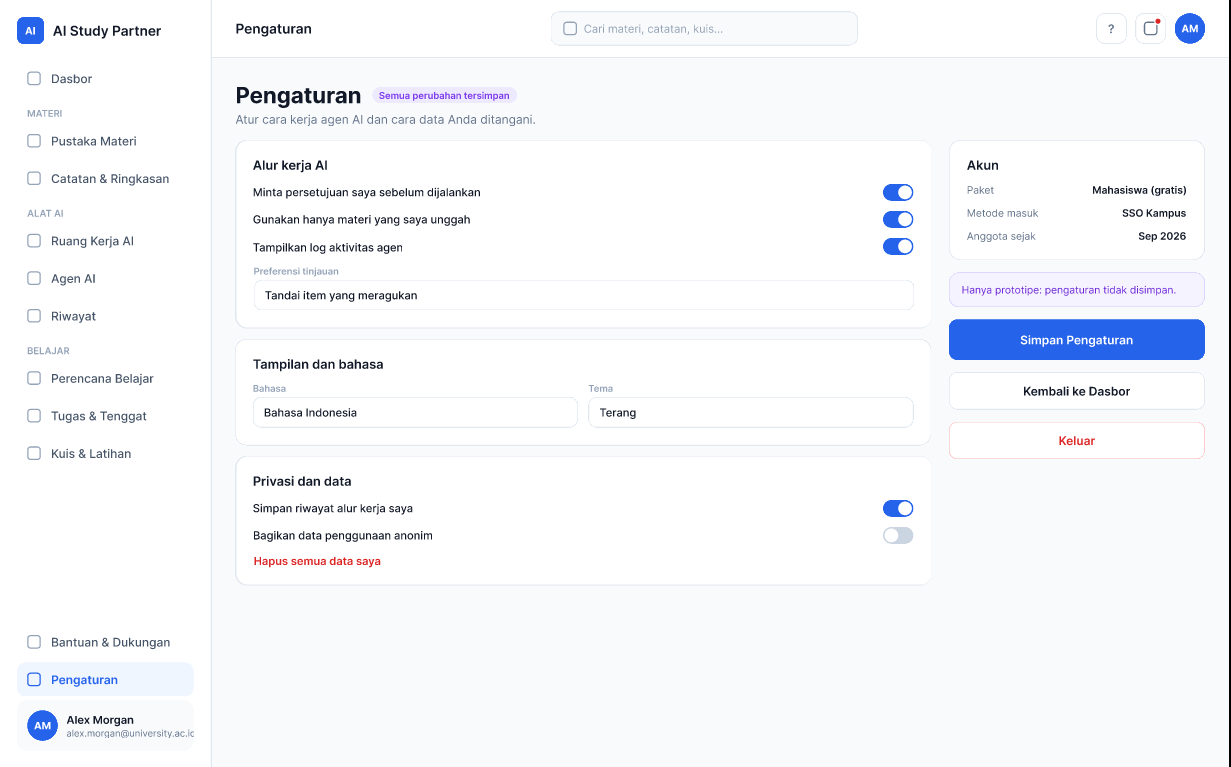 AI AI Study Partner
Dasbor
MATERI
Pustaka Materi
Catatan & Ringkasan
ALAT AI
Ruang Kerja AI
Agen AI
Riwayat
BELAJAR
Perencana Belajar
Tugas & Tenggat
Kuis & Latihan
Bantuan & Dukungan
Pengaturan
AM Alex Morgan
alex.morgan@university.ac.id
Pengaturan
Cari materi, catatan, kuis...
? AM
Pengaturan Semua perubahan tersimpan
Atur cara kerja agen AI dan cara data Anda ditangani.
Alur kerja AI
Minta persetujuan saya sebelum dijalankan
Gunakan hanya materi yang saya unggah
Tampilkan log aktivitas agen
Preferensi tinjauan
Tandai item yang meragukan
Tampilan dan bahasa
Bahasa Tema
Bahasa Indonesia Terang
Privasi dan data
Simpan riwayat alur kerja saya
Bagikan data penggunaan anonim
Hapus semua data saya
Akun
Paket Mahasiswa (gratis)
Metode masuk SSO Kampus
Anggota sejak Sep 2026
Hanya prototipe: pengaturan tidak disimpan.
Simpan Pengaturan
Kembali ke Dasbor
Keluar